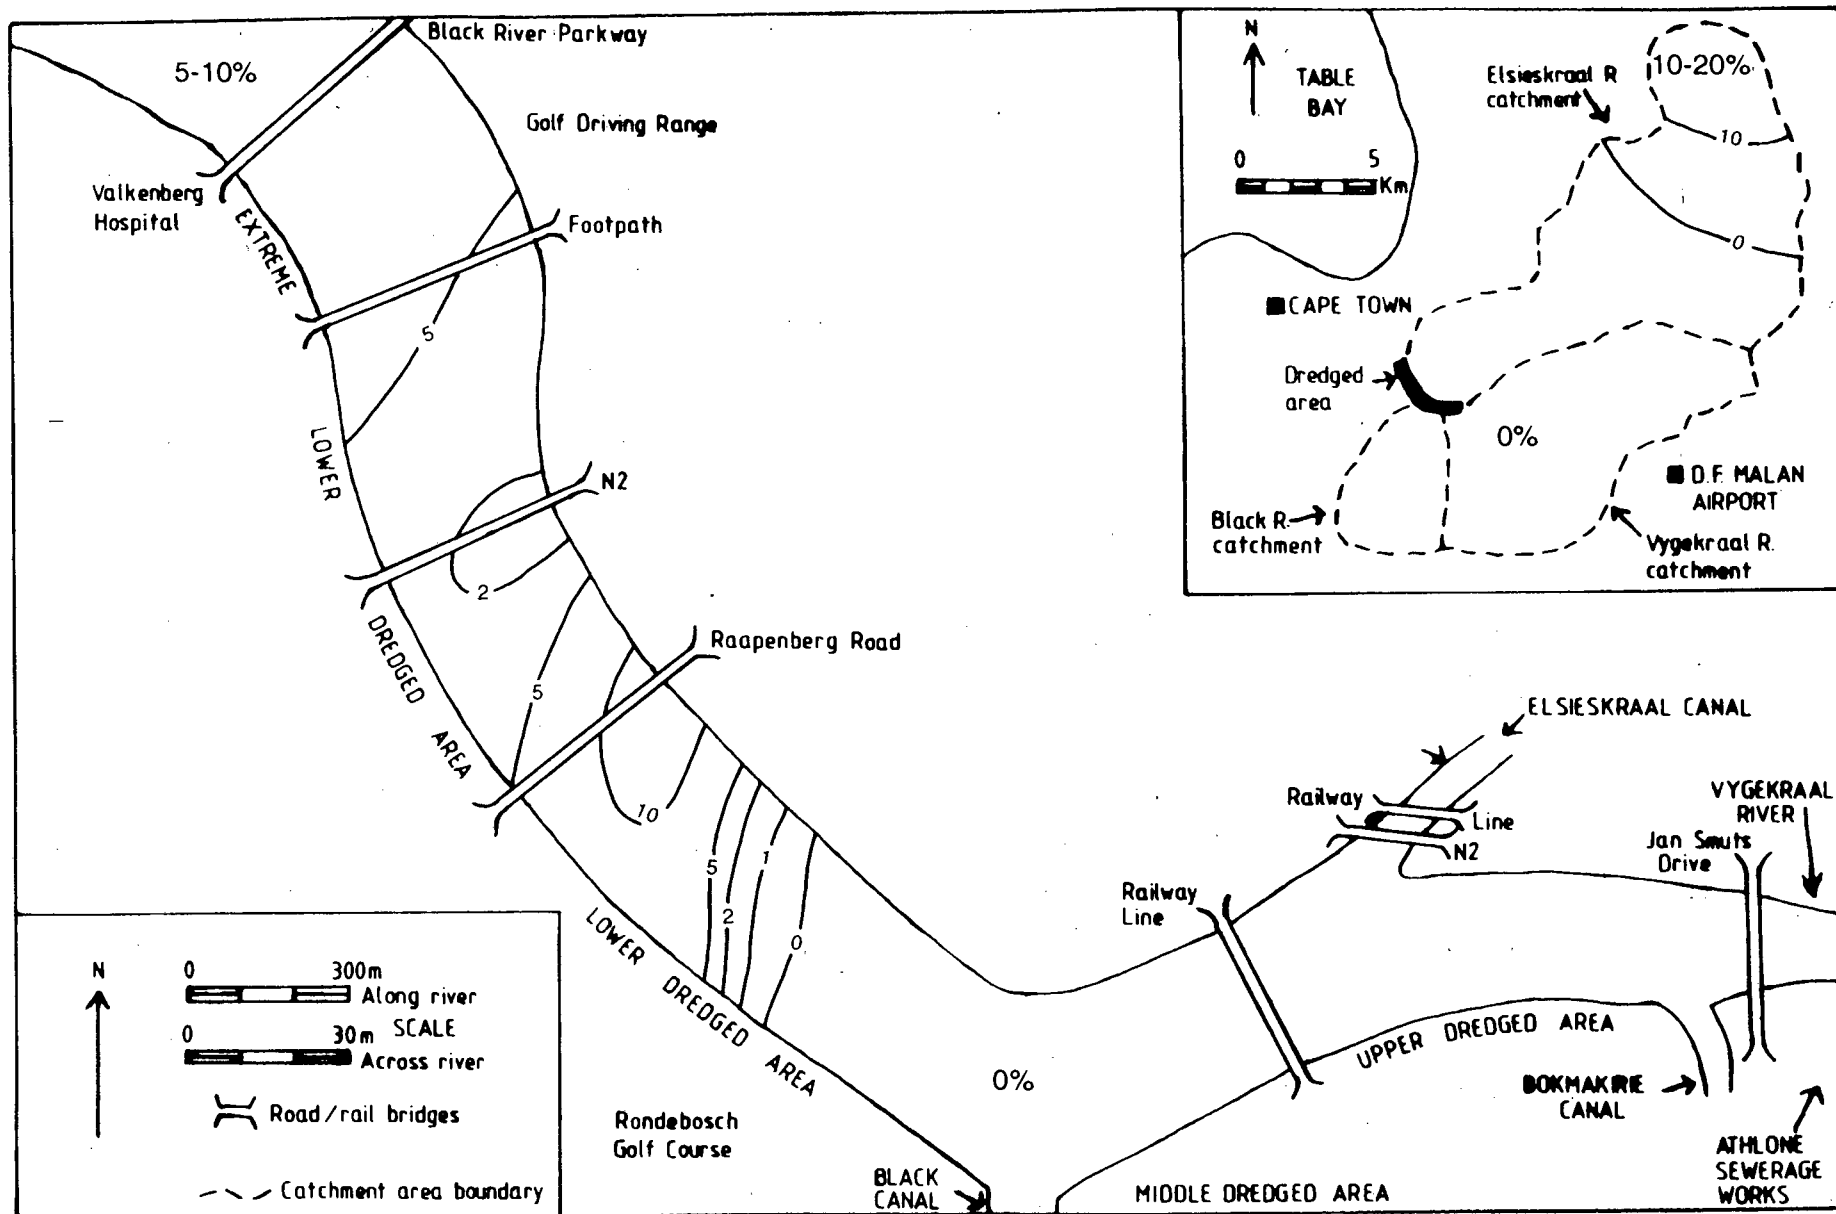 Black River Parkway
5-10%
Golf Driving Range
Valkenberg
Hospital
EXTREME
Footpath
5
LOWER
N2
2
DREDGED AREA
Raapenberg Road
5
10
5
2
1
0
LOWER DREDGED AREA
0%
Rondebosch
Golf Course
BLACK
CANAL
MIDDLE DREDGED AREA
Railway
Line
UPPER DREDGED AREA
ELSIESKRAAL CANAL
Railway
Line
N2
VYGEKRAAL
RIVER
Jan Smuts
Drive
BOKMAKIRIE
CANAL
ATHLONE
SEWERAGE
WORKS
N
TABLE
BAY
0 5
Km
Elsieskraal R
catchment
10-20%
10
0
CAPE TOWN
Dredged
area
0%
D.F. MALAN
AIRPORT
Black R.
catchment
Vygekraal R.
catchment
N
0 300m
Along river
SCALE
0 30m
Across river
Road/rail bridges
Catchment area boundary